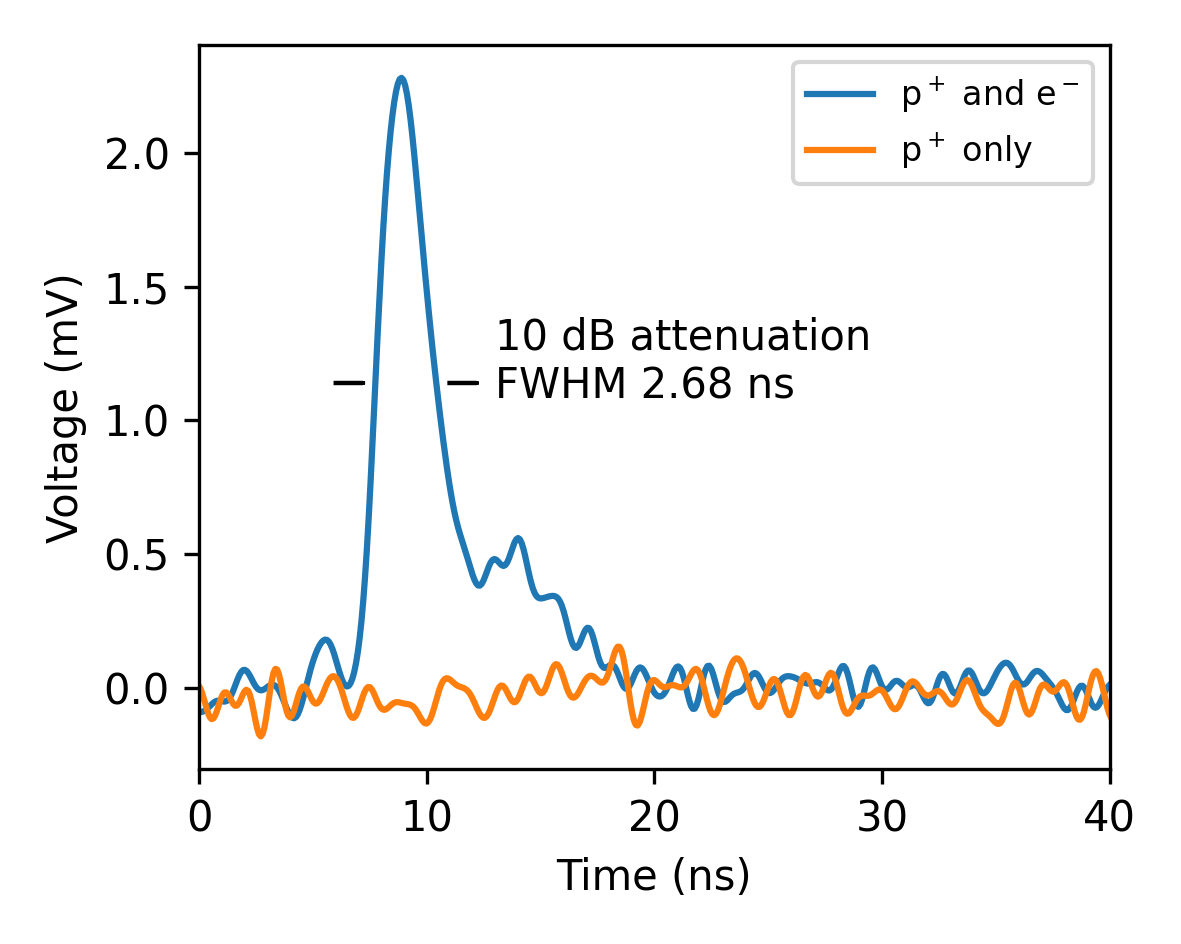 p⁺ and e⁻
p⁺ only
2.0
1.5
1.0
0.5
0.0
Voltage (mV)
10 dB attenuation
FWHM 2.68 ns
0 10 20 30 40
Time (ns)